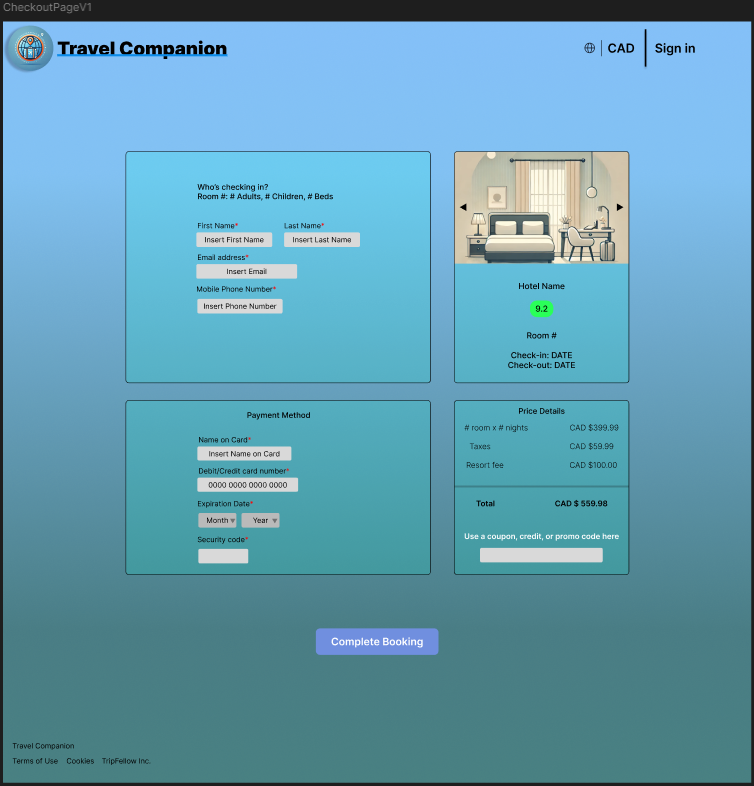 CheckoutPageV1
Travel Companion
CAD
Sign in
Who's checking in?
Room #: # Adults, # Children, # Beds
First Name* Last Name*
Insert First Name Insert Last Name
Email address*
Insert Email
Mobile Phone Number*
Insert Phone Number
Hotel Name
9.2
Room #
Check-in: DATE
Check-out: DATE
Payment Method
Name on Card*
Insert Name on Card
Debit/Credit card number*
0000 0000 0000 0000
Expiration Date*
Month Year
Security code*
Price Details
# room x # nights CAD $399.99
Taxes CAD $59.99
Resort fee CAD $100.00
Total CAD $ 559.98
Use a coupon, credit, or promo code here
Complete Booking
Travel Companion
Terms of Use Cookies TripFellow Inc.